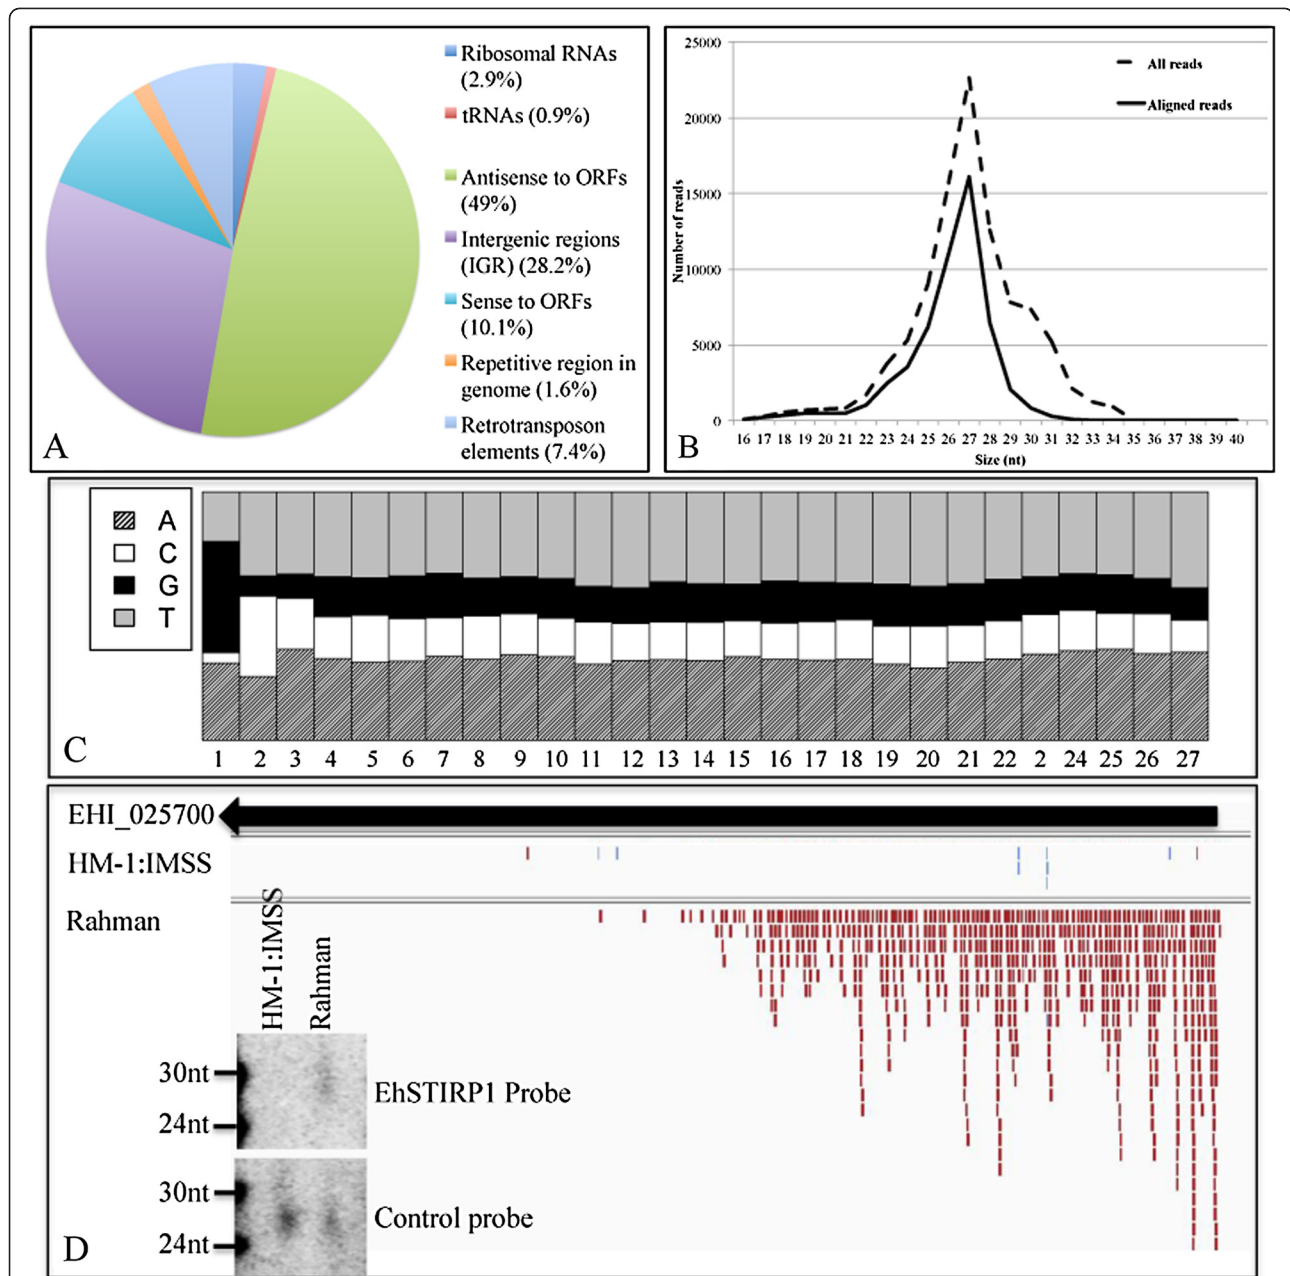 Ribosomal RNAs
(2.9%)
tRNAs (0.9%)
Antisense to ORFs
(49%)
Intergenic regions
(IGR) (28.2%)
Sense to ORFs
(10.1%)
Repetitive region in
genome (1.6%)
Retrotransposon
elements (7.4%)
A
25000
20000
15000
10000
5000
0
Number of reads
All reads
Aligned reads
16 17 18 19 20 21 22 23 24 25 26 27 28 29 30 31 32 33 34 35 36 37 38 39 40
Size (nt)
B
A
C
G
T
1 2 3 4 5 6 7 8 9 10 11 12 13 14 15 16 17 18 19 20 21 22 2 24 25 26 27
C
EHI_025700
HM-1:IMSS
Rahman
HM-1:IMSS
Rahman
30nt
24nt
EhSTIRP1 Probe
30nt
24nt
Control probe
D